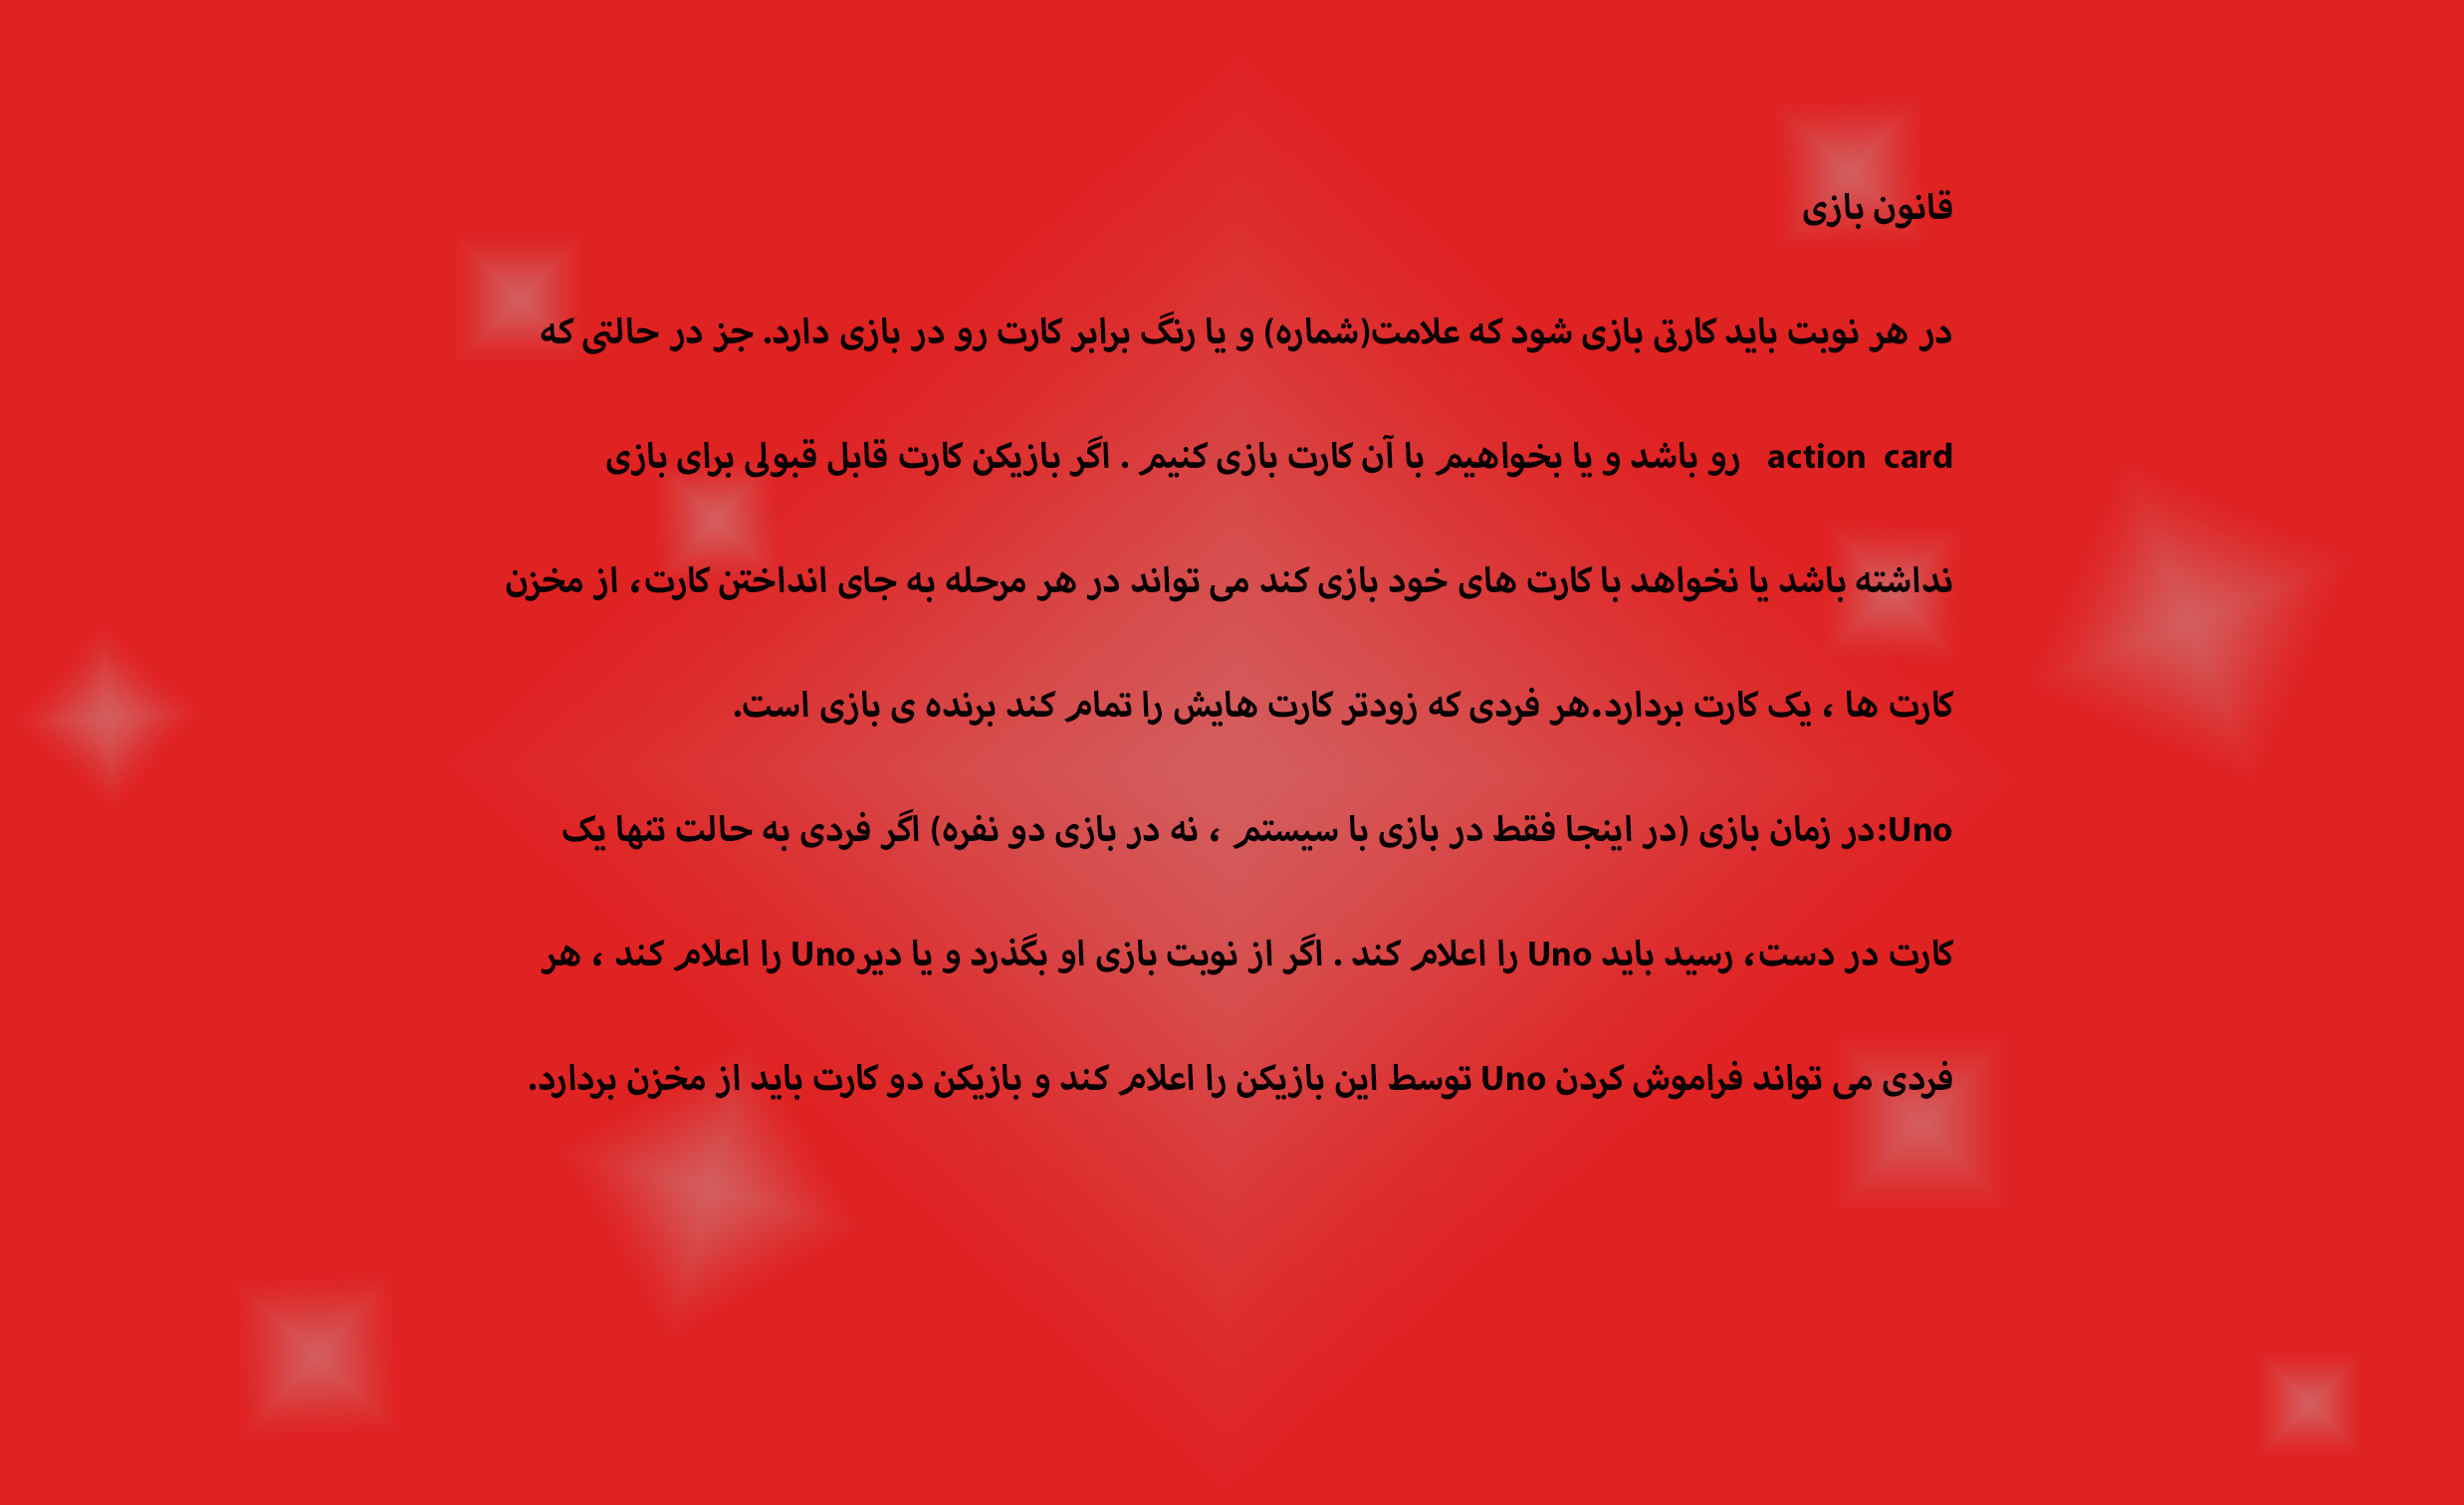 قانون بازی
در هر نوبت باید کارتی بازی شود که علامت(شماره) و یا رنگ برابر کارت رو در بازی دارد. جز در حالتی که
action card رو باشد و یا بخواهیم با آن کارت بازی کنیم . اگر بازیکن کارت قابل قبولی برای بازی
نداشته باشد یا نخواهد با کارت های خود بازی کند می تواند در هر مرحله به جای انداختن کارت، از مخزن
کارت ها ، یک کارت بردارد.هر فردی که زودتر کارت هایش را تمام کند برنده ی بازی است.
Uno:در زمان بازی (در اینجا فقط در بازی با سیستم ، نه در بازی دو نفره) اگر فردی به حالت تنها یک
کارت در دست، رسید باید Uno را اعلام کند . اگر از نوبت بازی او بگذرد و یا دیرUno را اعلام کند ، هر
فردی می تواند فراموش کردن Uno توسط این بازیکن را اعلام کند و بازیکن دو کارت باید از مخزن بردارد.